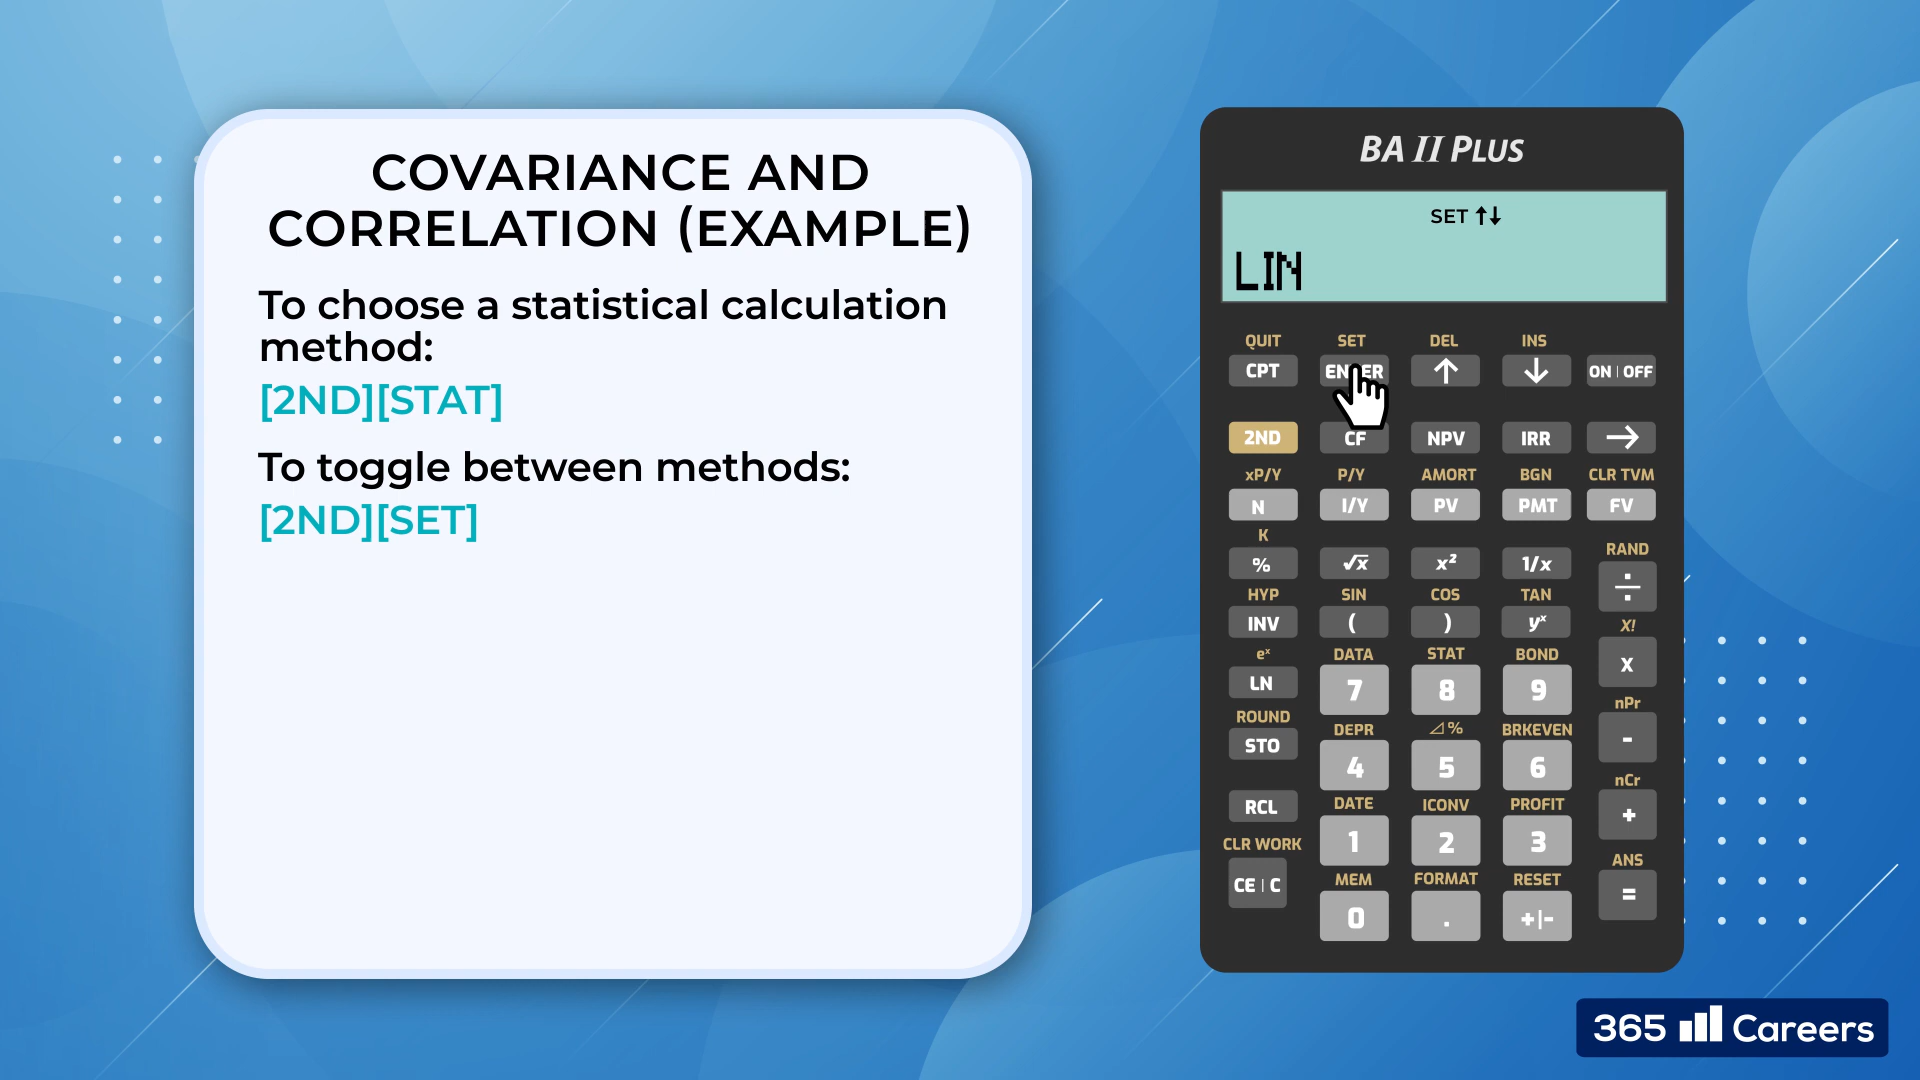 COVARIANCE AND
CORRELATION (EXAMPLE)
To choose a statistical calculation
method:
[2ND][STAT]
To toggle between methods:
[2ND][SET]
BA II PLUS
SET ↑↓
LIN
QUIT SET DEL INS
CPT ↑ ↓ ON | OFF
2ND CF NPV IRR →
xP/Y P/Y AMORT BGN CLR TVM
N I/Y PV PMT FV
K
% √x x² 1/x
RAND
÷
HYP SIN COS TAN
INV ( ) yˣ
X!
x
eˣ DATA STAT BOND
LN 7 8 9
nPr
-
ROUND DEPR ⊿% BRKEVEN
STO 4 5 6
nCr
+
DATE ICONV PROFIT
RCL 1 2 3
CLR WORK
ANS
=
MEM FORMAT RESET
CE | C 0 . +|-
365 Careers